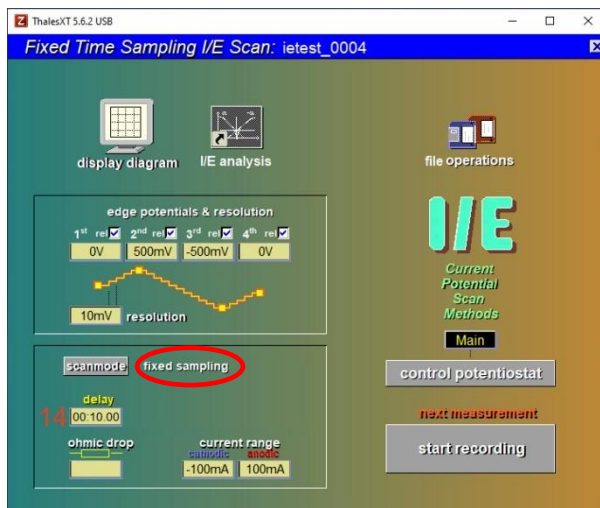 ThalesXT 5.6.2 USB
Fixed Time Sampling I/E Scan: ietest_0004
display diagram
I/E analysis
file operations
edge potentials & resolution
1st rel 2nd rel 3rd rel 4th rel
0V 500mV -500mV 0V
10mV resolution
I/E
Current
Potential
Scan
Methods
Main
control potentiostat
scanmode fixed sampling
delay
14 00:10.00
ohmic drop
current range
cathodic anodic
-100mA 100mA
next measurement
start recording